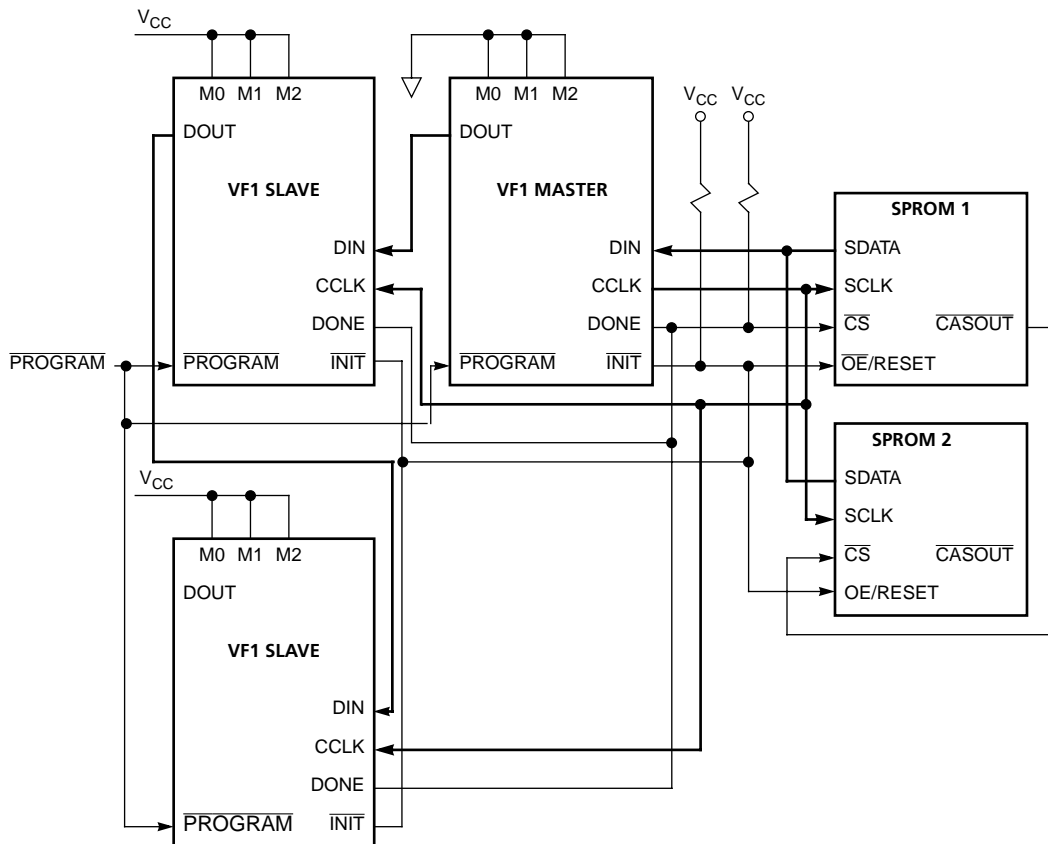 VCC
M0 M1 M2
DOUT
VF1 SLAVE
DIN
CCLK
DONE
PROGRAM
PROGRAM
INIT
M0 M1 M2
DOUT
VF1 MASTER
DIN
CCLK
DONE
PROGRAM
INIT
VCC
VCC
SPROM 1
SDATA
SCLK
CS
CASOUT
OE/RESET
SPROM 2
SDATA
SCLK
CS
CASOUT
OE/RESET
VCC
M0 M1 M2
DOUT
VF1 SLAVE
DIN
CCLK
DONE
PROGRAM
INIT